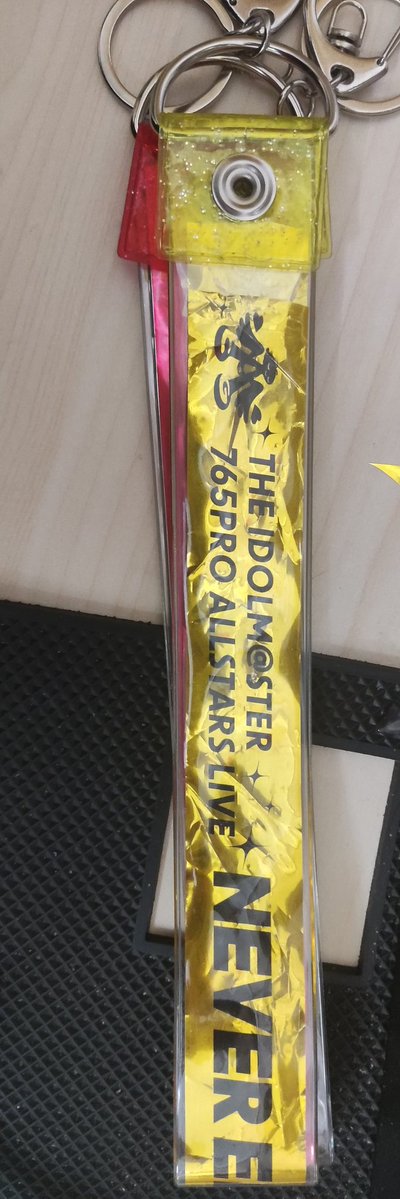 THE IDOLM@STER
765PRO ALLSTARS LIVE
NEVER E